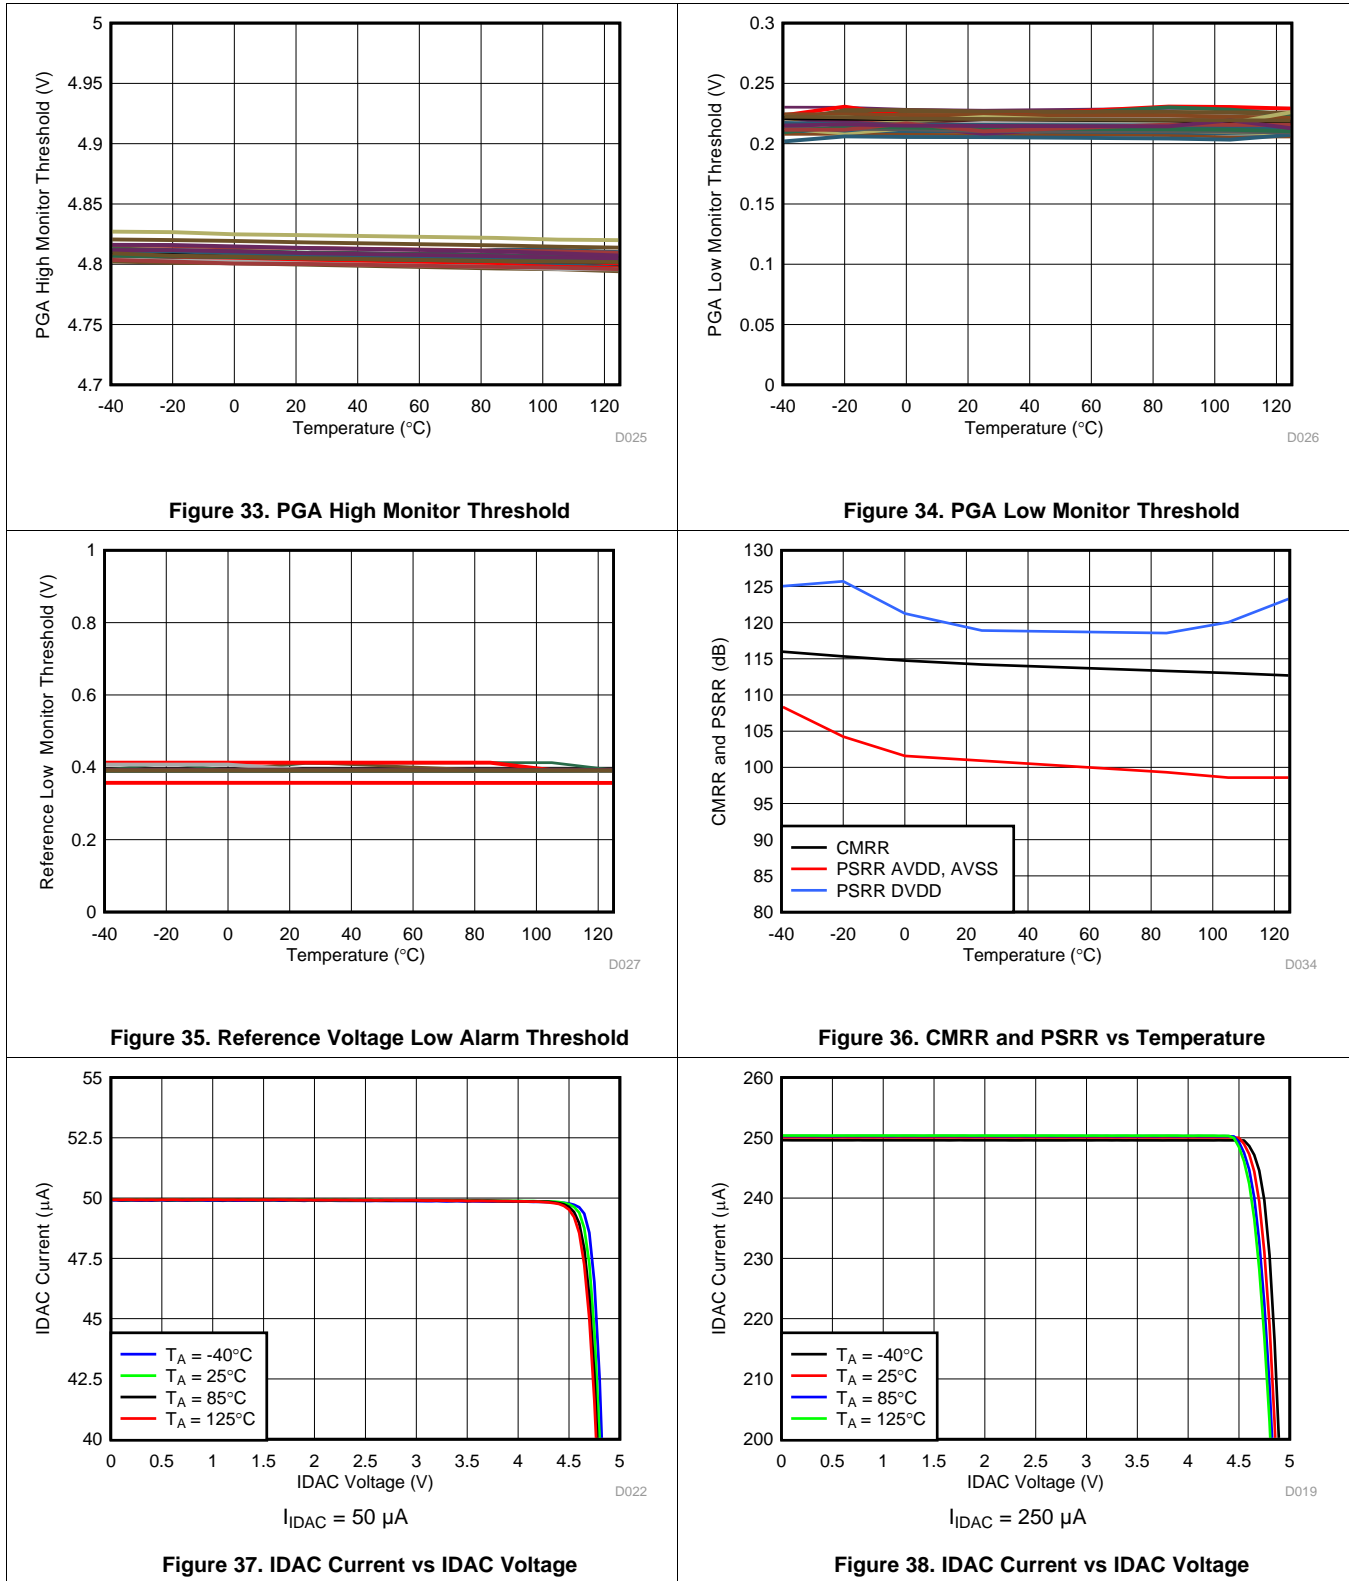 5
4.95
4.9
4.85
4.8
4.75
4.7
PGA High Monitor Threshold (V)
-40 -20 0 20 40 60 80 100 120
Temperature (°C)
D025
Figure 33. PGA High Monitor Threshold
0.3
0.25
0.2
0.15
0.1
0.05
0
PGA Low Monitor Threshold (V)
-40 -20 0 20 40 60 80 100 120
Temperature (°C)
D026
Figure 34. PGA Low Monitor Threshold
1
0.8
0.6
0.4
0.2
0
Reference Low Monitor Threshold (V)
-40 -20 0 20 40 60 80 100 120
Temperature (°C)
D027
Figure 35. Reference Voltage Low Alarm Threshold
130
125
120
115
110
105
100
95
90
85
80
CMRR and PSRR (dB)
CMRR
PSRR AVDD, AVSS
PSRR DVDD
-40 -20 0 20 40 60 80 100 120
Temperature (°C)
D034
Figure 36. CMRR and PSRR vs Temperature
55
52.5
50
47.5
45
42.5
40
IDAC Current (μA)
TA = -40°C
TA = 25°C
TA = 85°C
TA = 125°C
0 0.5 1 1.5 2 2.5 3 3.5 4 4.5 5
IDAC Voltage (V)
D022
IIDAC = 50 μA
Figure 37. IDAC Current vs IDAC Voltage
260
250
240
230
220
210
200
IDAC Current (μA)
TA = -40°C
TA = 25°C
TA = 85°C
TA = 125°C
0 0.5 1 1.5 2 2.5 3 3.5 4 4.5 5
IDAC Voltage (V)
D019
IIDAC = 250 μA
Figure 38. IDAC Current vs IDAC Voltage